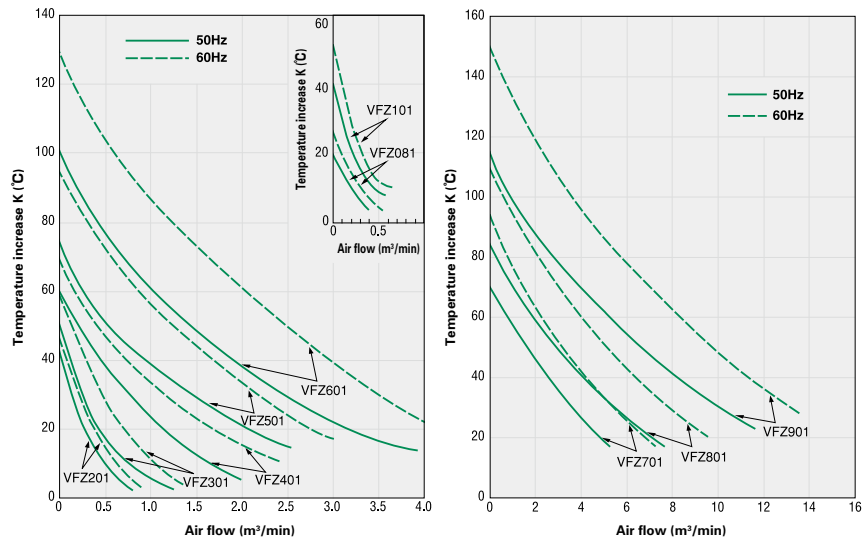 140
120
100
80
60
40
20
0
Temperature increase K (℃)
50Hz
60Hz
VFZ601
VFZ501
VFZ401
VFZ301
VFZ201
0
0.5
1.0
1.5
2.0
2.5
3.0
3.5
4.0
Air flow (m³/min)
60
40
20
0
Temperature increase K (℃)
VFZ101
VFZ081
0
0.5
Air flow (m³/min)
160
140
120
100
80
60
40
20
0
Temperature increase K (℃)
50Hz
60Hz
VFZ901
VFZ801
VFZ701
0
2
4
6
8
10
12
14
16
Air flow (m³/min)